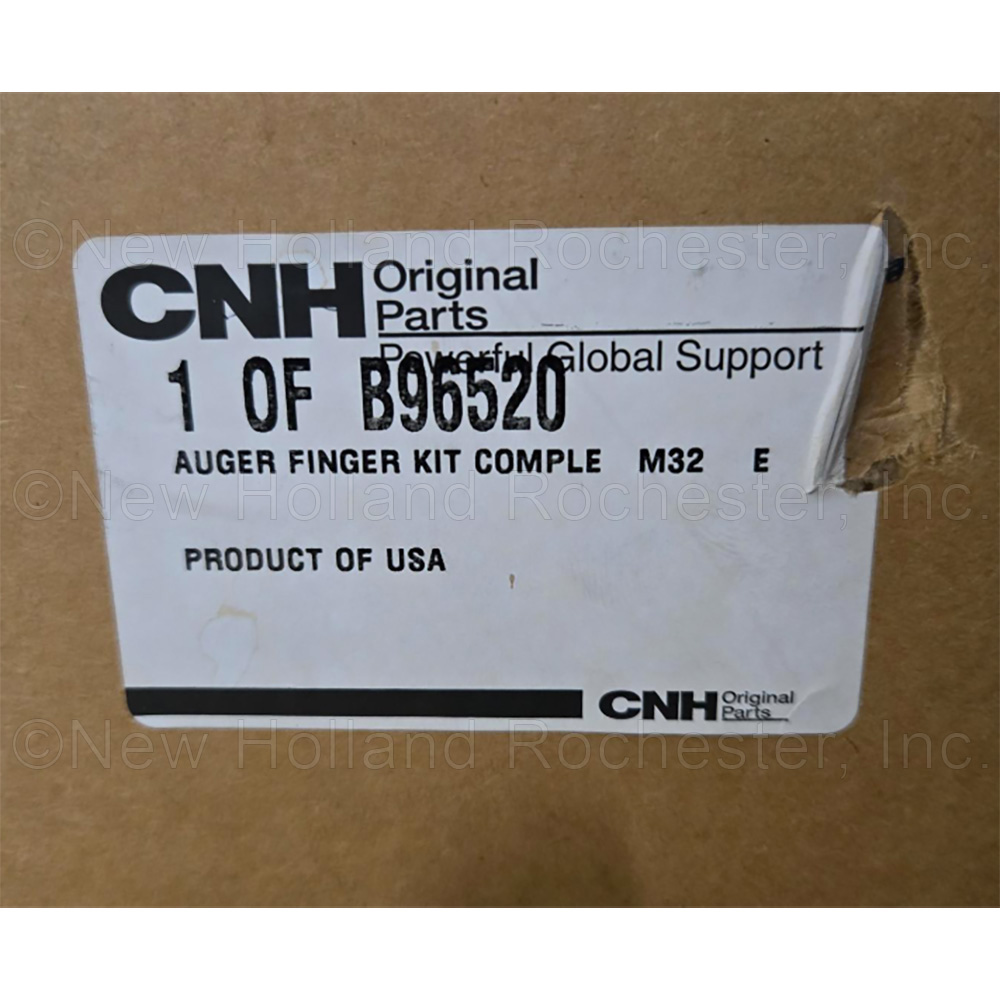 ©New Holland Rochester, Inc.
CNH Original Parts
Powerful Global Support
1 OF B96520
AUGER FINGER KIT COMPLE M32 E
©New Holland Rochester, Inc.
PRODUCT OF USA
CNH Original Parts
©New Holland Rochester, Inc.